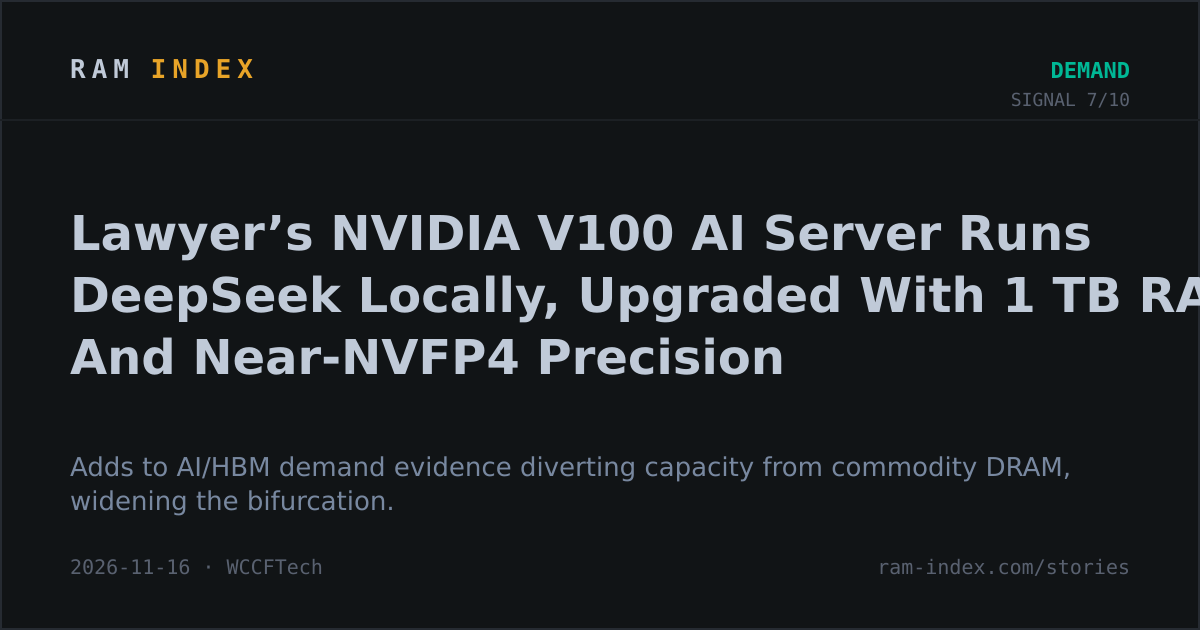 RAM INDEX
DEMAND
SIGNAL 7/10
Lawyer’s NVIDIA V100 AI Server Runs
DeepSeek Locally, Upgraded With 1 TB RA
And Near-NVFP4 Precision
Adds to AI/HBM demand evidence diverting capacity from commodity DRAM,
widening the bifurcation.
2026-11-16 · WCCFTech
ram-index.com/stories